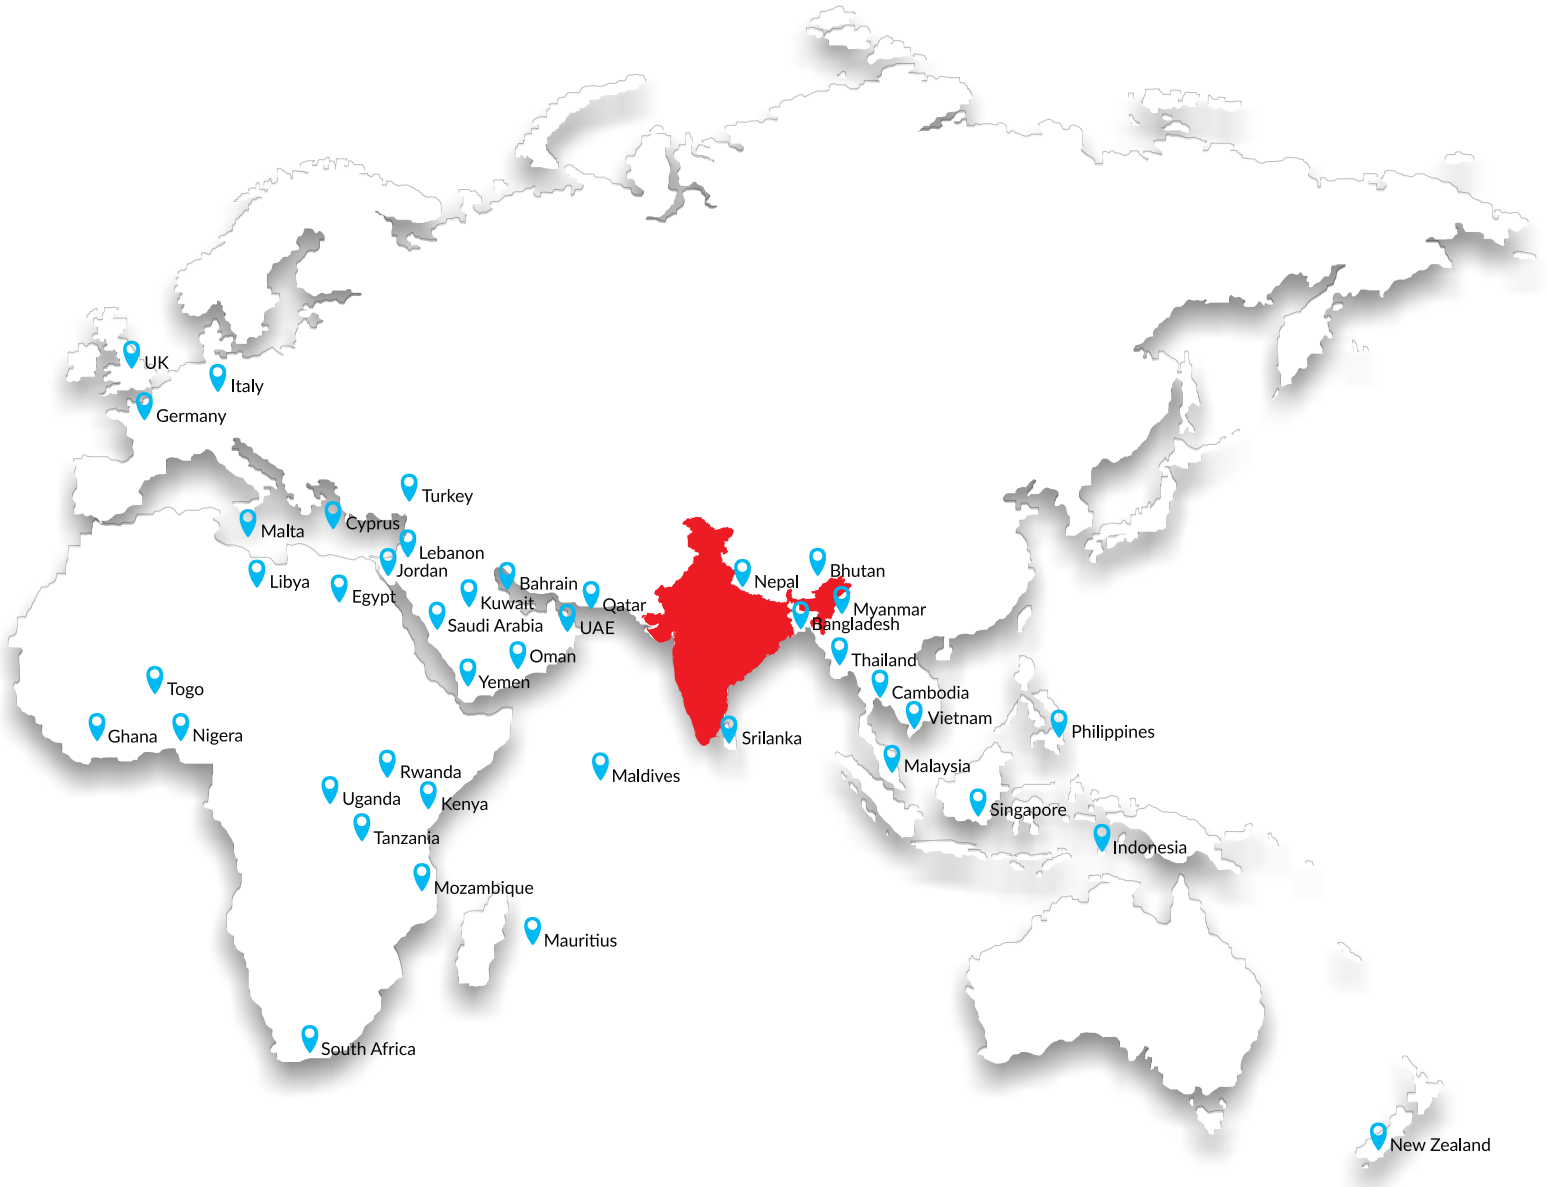 UK
Italy
Germany
Turkey
Cyprus
Malta
Lebanon
Jordan
Libya
Egypt
Bahrain
Kuwait
Qatar
Saudi Arabia
UAE
Oman
Yemen
Nepal
Bhutan
Myanmar
Bangladesh
Thailand
Cambodia
Vietnam
Philippines
Togo
Ghana
Nigera
Srilanka
Malaysia
Maldives
Rwanda
Uganda
Kenya
Singapore
Tanzania
Indonesia
Mozambique
Mauritius
South Africa
New Zealand